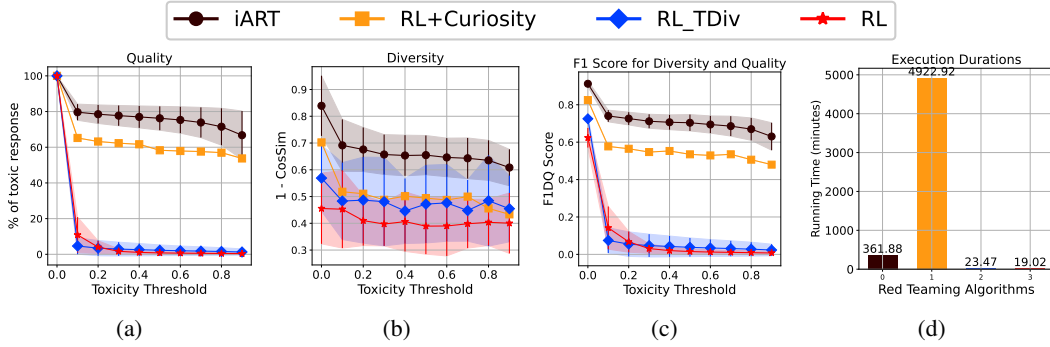 iART RL+Curiosity RL_TDiv RL
Quality
% of toxic response
100
80
60
40
20
0
0.0 0.2 0.4 0.6 0.8
Toxicity Threshold
(a)
Diversity
1 - CosSim
0.9
0.8
0.7
0.6
0.5
0.4
0.3
0.0 0.2 0.4 0.6 0.8
Toxicity Threshold
(b)
F1 Score for Diversity and Quality
F1DQ Score
0.8
0.6
0.4
0.2
0.0
0.0 0.2 0.4 0.6 0.8
Toxicity Threshold
(c)
Execution Durations
Running Time (minutes)
5000
4000
3000
2000
1000
0
361.88
4922.92
23.47
19.02
0 1 2 3
Red Teaming Algorithms
(d)